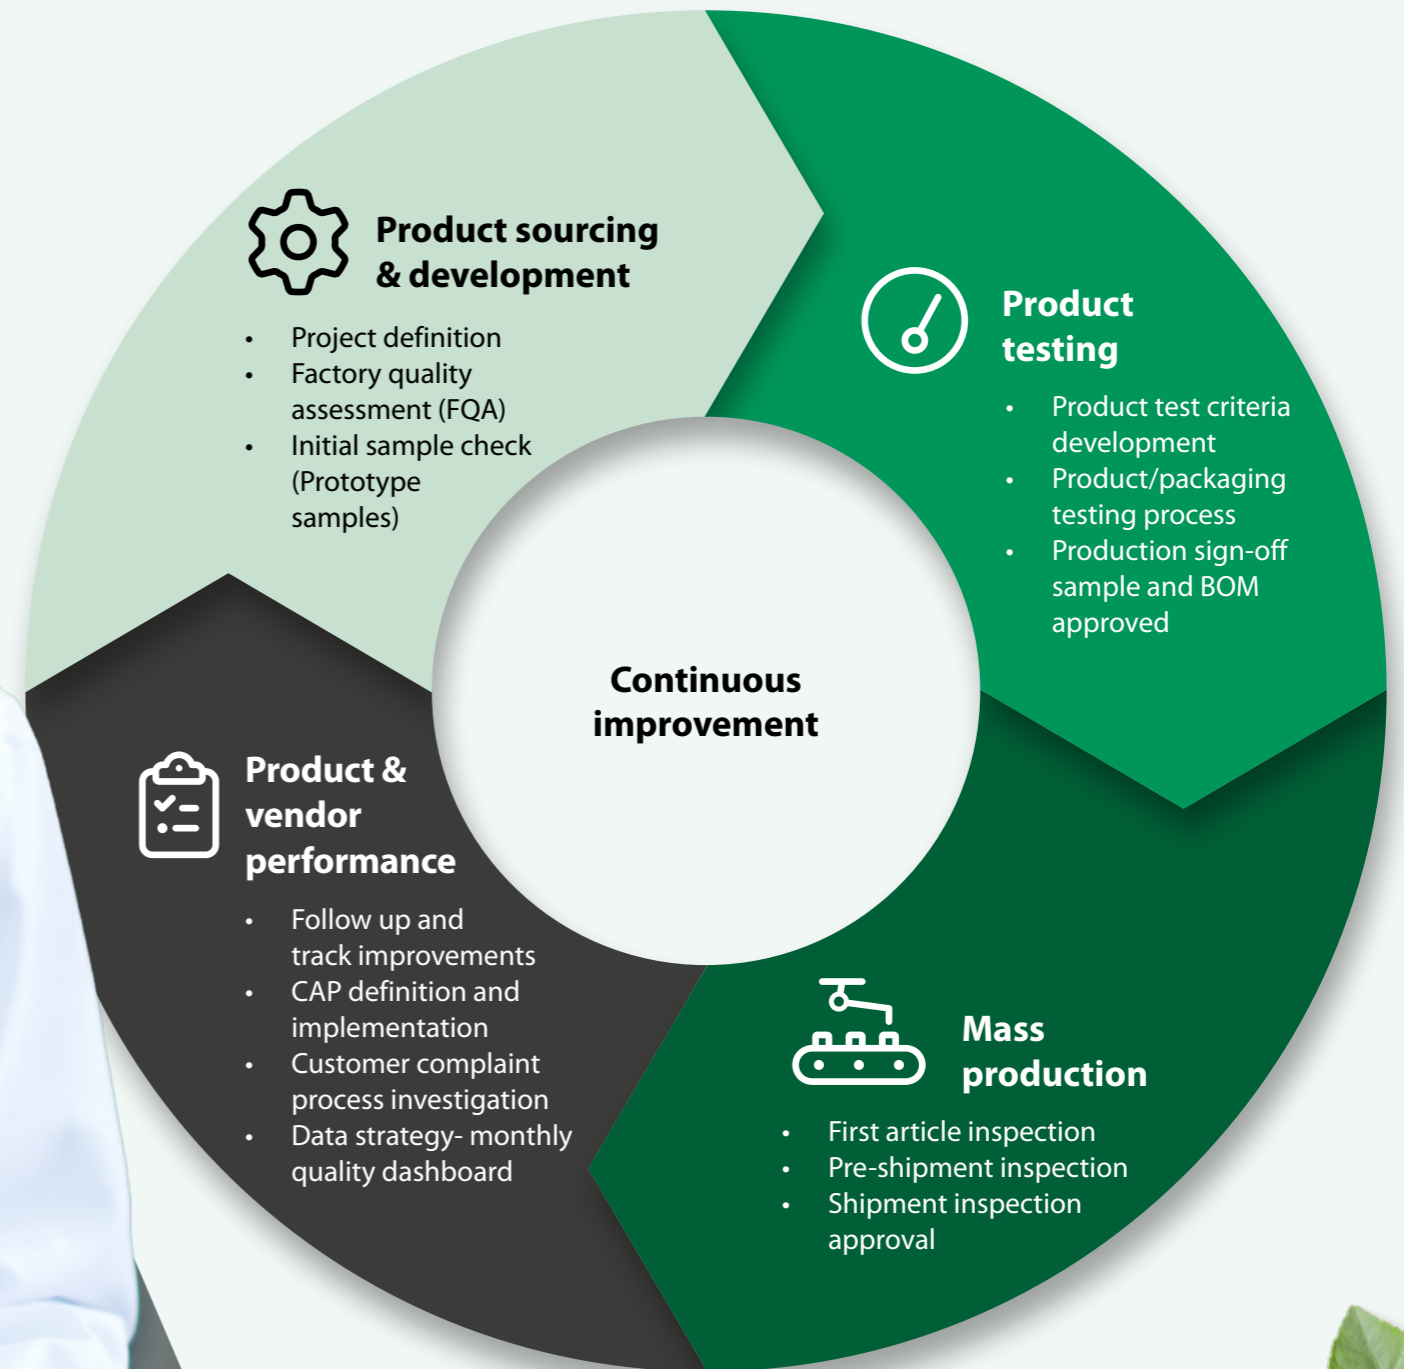 Product sourcing
& development
• Project definition
• Factory quality
assessment (FQA)
• Initial sample check
(Prototype
samples)
Product
testing
• Product test criteria
development
• Product/packaging
testing process
• Production sign-off
sample and BOM
approved
Continuous
improvement
Mass
production
• First article inspection
• Pre-shipment inspection
• Shipment inspection
approval
Product &
vendor
performance
• Follow up and
track improvements
• CAP definition and
implementation
• Customer complaint
process investigation
• Data strategy- monthly
quality dashboard